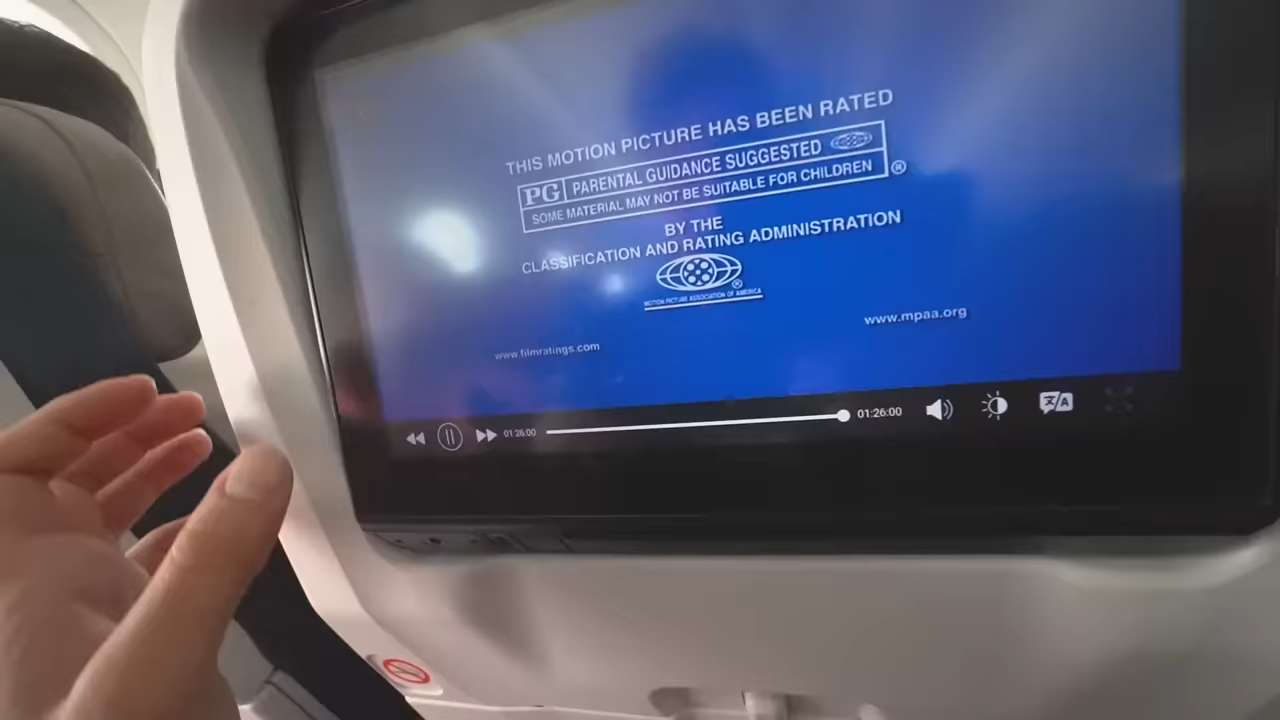 THIS MOTION PICTURE HAS BEEN RATED
PG PARENTAL GUIDANCE SUGGESTED
SOME MATERIAL MAY NOT BE SUITABLE FOR CHILDREN ®
BY THE
CLASSIFICATION AND RATING ADMINISTRATION
®
MOTION PICTURE ASSOCIATION OF AMERICA
www.filmratings.com
www.mpaa.org
01:26:00
01:26:00
文/A